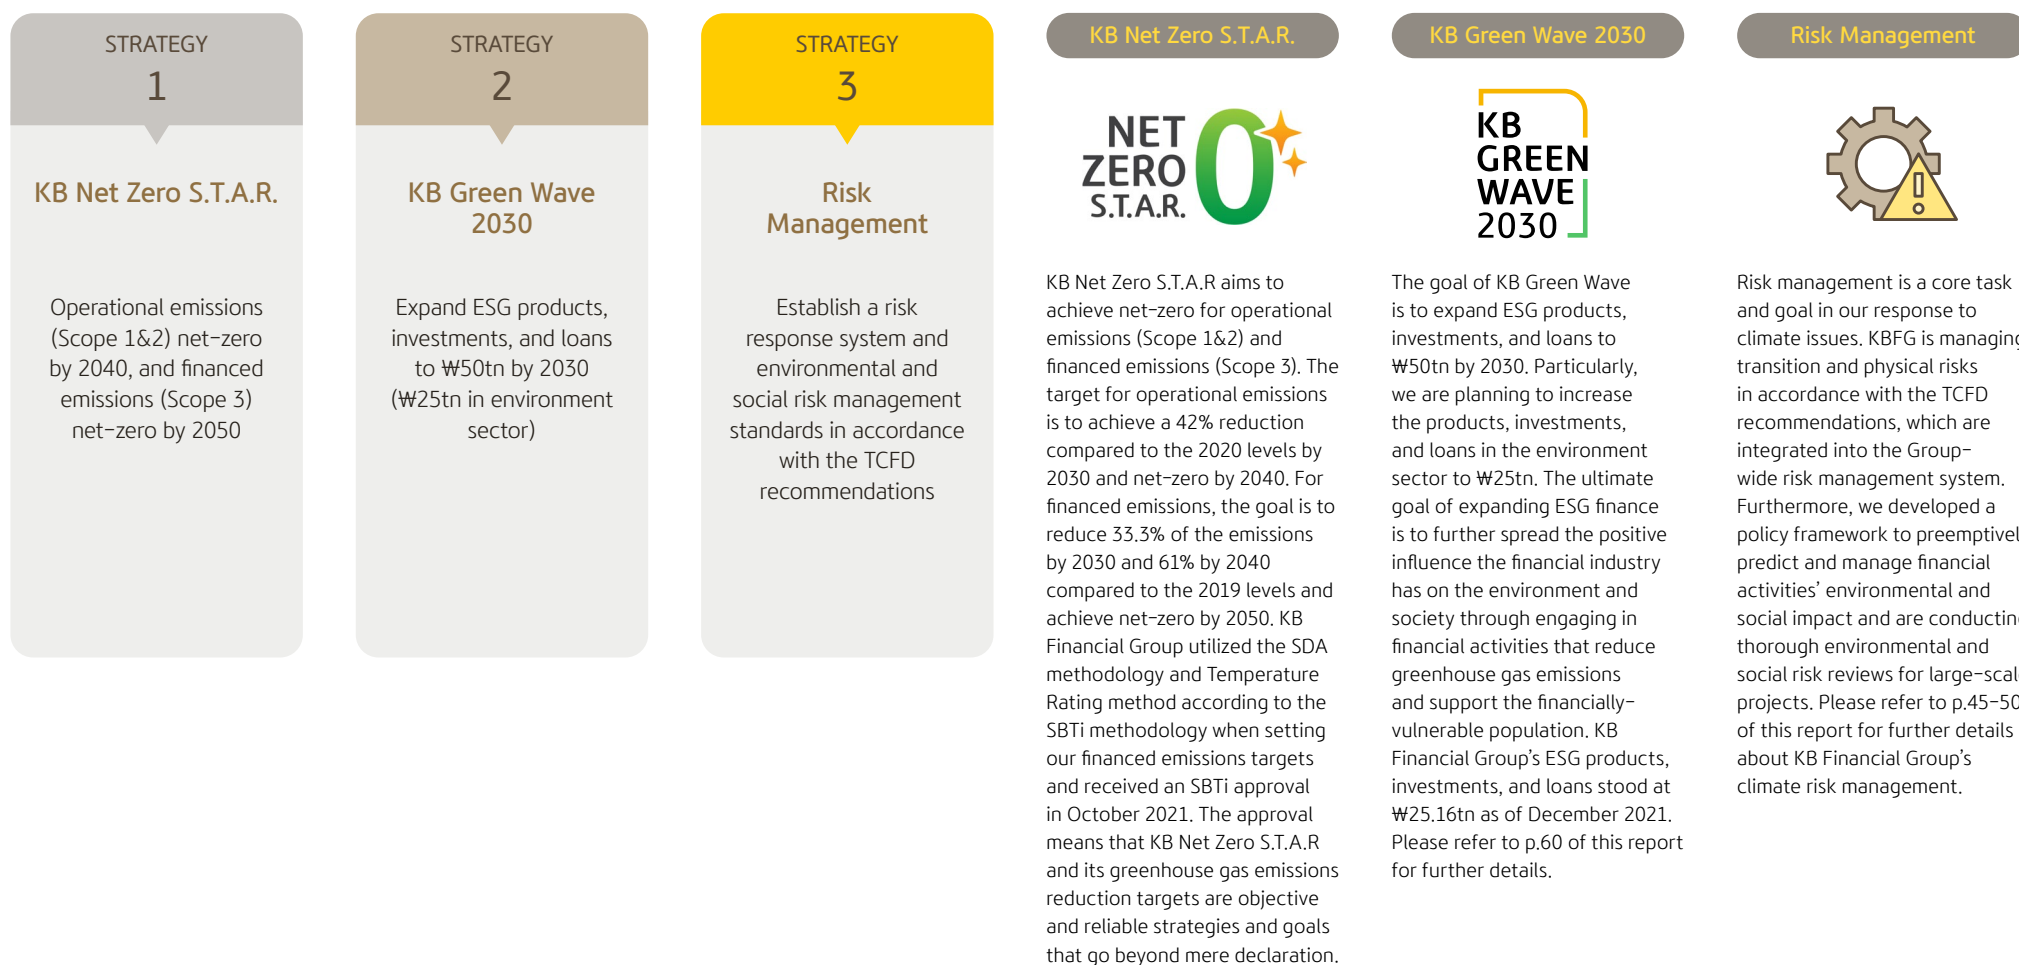 STRATEGY
1
KB Net Zero S.T.A.R.
Operational emissions
(Scope 1&2) net-zero
by 2040, and financed
emissions (Scope 3)
net-zero by 2050
STRATEGY
2
KB Green Wave
2030
Expand ESG products,
investments, and loans
to ₩50tn by 2030
(₩25tn in environment
sector)
STRATEGY
3
Risk
Management
Establish a risk
response system and
environmental and
social risk management
standards in accordance
with the TCFD
recommendations
KB Net Zero S.T.A.R.
NET
ZERO
S.T.A.R.
0
KB Net Zero S.T.A.R aims to
achieve net-zero for operational
emissions (Scope 1&2) and
financed emissions (Scope 3). The
target for operational emissions
is to achieve a 42% reduction
compared to the 2020 levels by
2030 and net-zero by 2040. For
financed emissions, the goal is to
reduce 33.3% of the emissions
by 2030 and 61% by 2040
compared to the 2019 levels and
achieve net-zero by 2050. KB
Financial Group utilized the SDA
methodology and Temperature
Rating method according to the
SBTi methodology when setting
our financed emissions targets
and received an SBTi approval
in October 2021. The approval
means that KB Net Zero S.T.A.R
and its greenhouse gas emissions
reduction targets are objective
and reliable strategies and goals
that go beyond mere declaration.
KB Green Wave 2030
KB
GREEN
WAVE
2030
The goal of KB Green Wave
is to expand ESG products,
investments, and loans to
₩50tn by 2030. Particularly,
we are planning to increase
the products, investments,
and loans in the environment
sector to ₩25tn. The ultimate
goal of expanding ESG finance
is to further spread the positive
influence the financial industry
has on the environment and
society through engaging in
financial activities that reduce
greenhouse gas emissions
and support the financially-
vulnerable population. KB
Financial Group's ESG products,
investments, and loans stood at
₩25.16tn as of December 2021.
Please refer to p.60 of this report
for further details.
Risk Management
Risk management is a core task
and goal in our response to
climate issues. KBFG is managing
transition and physical risks
in accordance with the TCFD
recommendations, which are
integrated into the Group-
wide risk management system.
Furthermore, we developed a
policy framework to preemptivel
predict and manage financial
activities' environmental and
social impact and are conducting
thorough environmental and
social risk reviews for large-scale
projects. Please refer to p.45-50
of this report for further details
about KB Financial Group's
climate risk management.